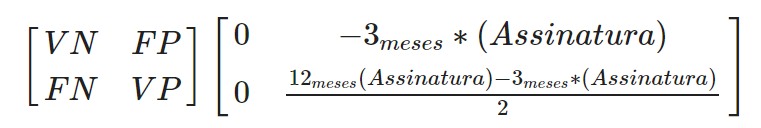 [VN FP] [0 −3meses ∗ (Assinatura)]
[FN VP] [0 12meses(Assinatura)−3meses∗(Assinatura) / 2]